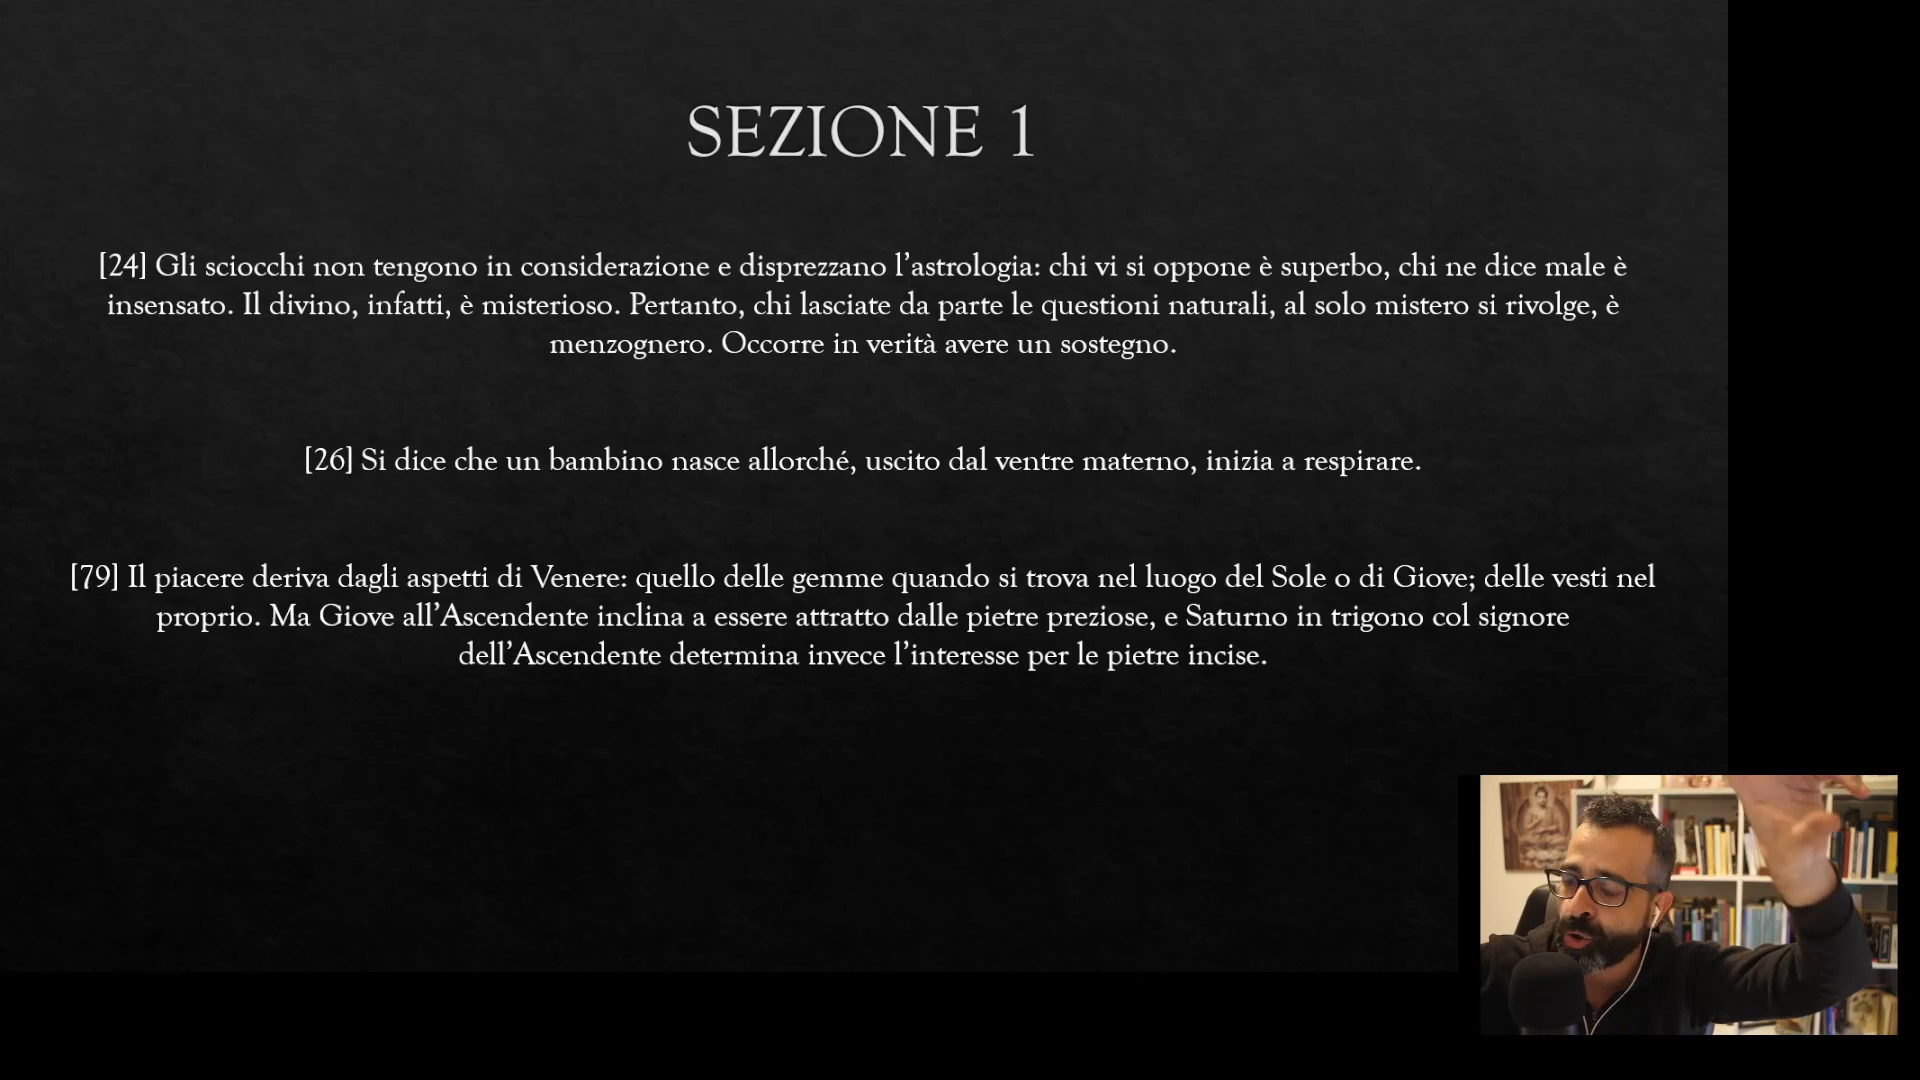 SEZIONE 1
[24] Gli sciocchi non tengono in considerazione e disprezzano l’astrologia: chi vi si oppone è superbo, chi ne dice male è
insensato. Il divino, infatti, è misterioso. Pertanto, chi lasciate da parte le questioni naturali, al solo mistero si rivolge, è
menzognero. Occorre in verità avere un sostegno.
[26] Si dice che un bambino nasce allorché, uscito dal ventre materno, inizia a respirare.
[79] Il piacere deriva dagli aspetti di Venere: quello delle gemme quando si trova nel luogo del Sole o di Giove; delle vesti nel
proprio. Ma Giove all’Ascendente inclina a essere attratto dalle pietre preziose, e Saturno in trigono col signore
dell’Ascendente determina invece l’interesse per le pietre incise.